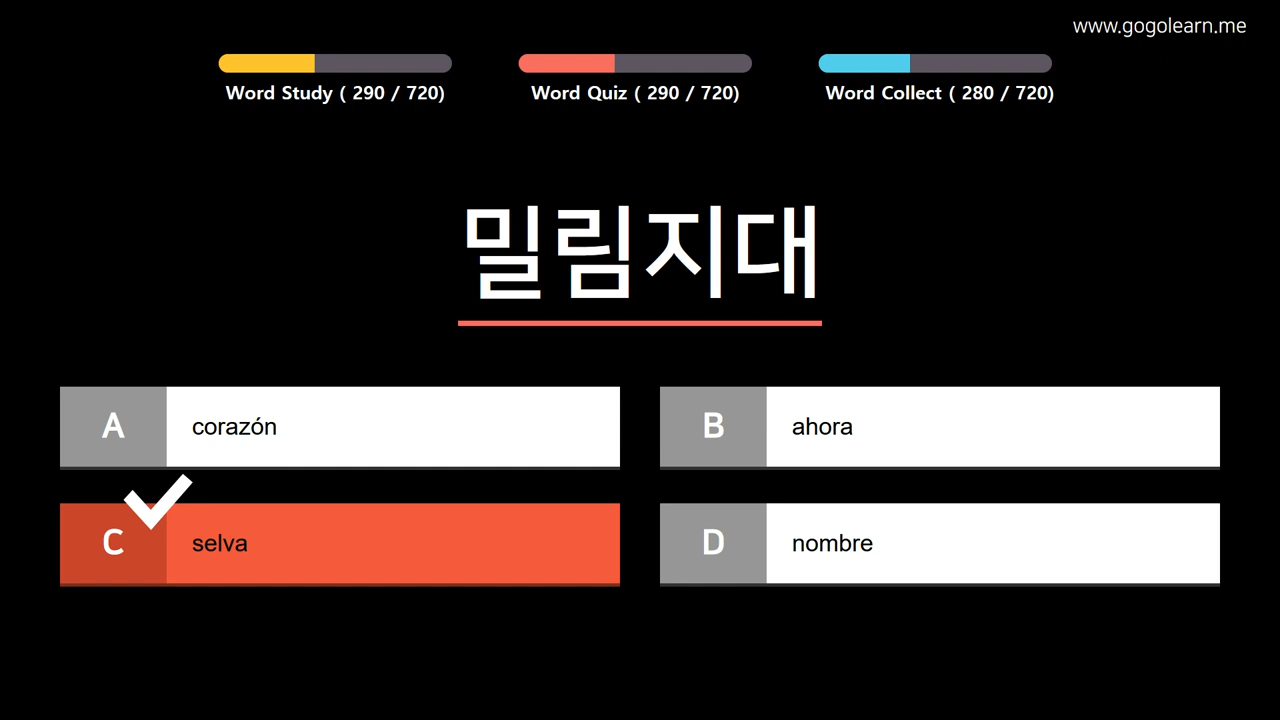 www.gogolearn.me
Word Study ( 290 / 720)
Word Quiz ( 290 / 720)
Word Collect ( 280 / 720)
밀림지대
A
corazón
B
ahora
C
selva
D
nombre